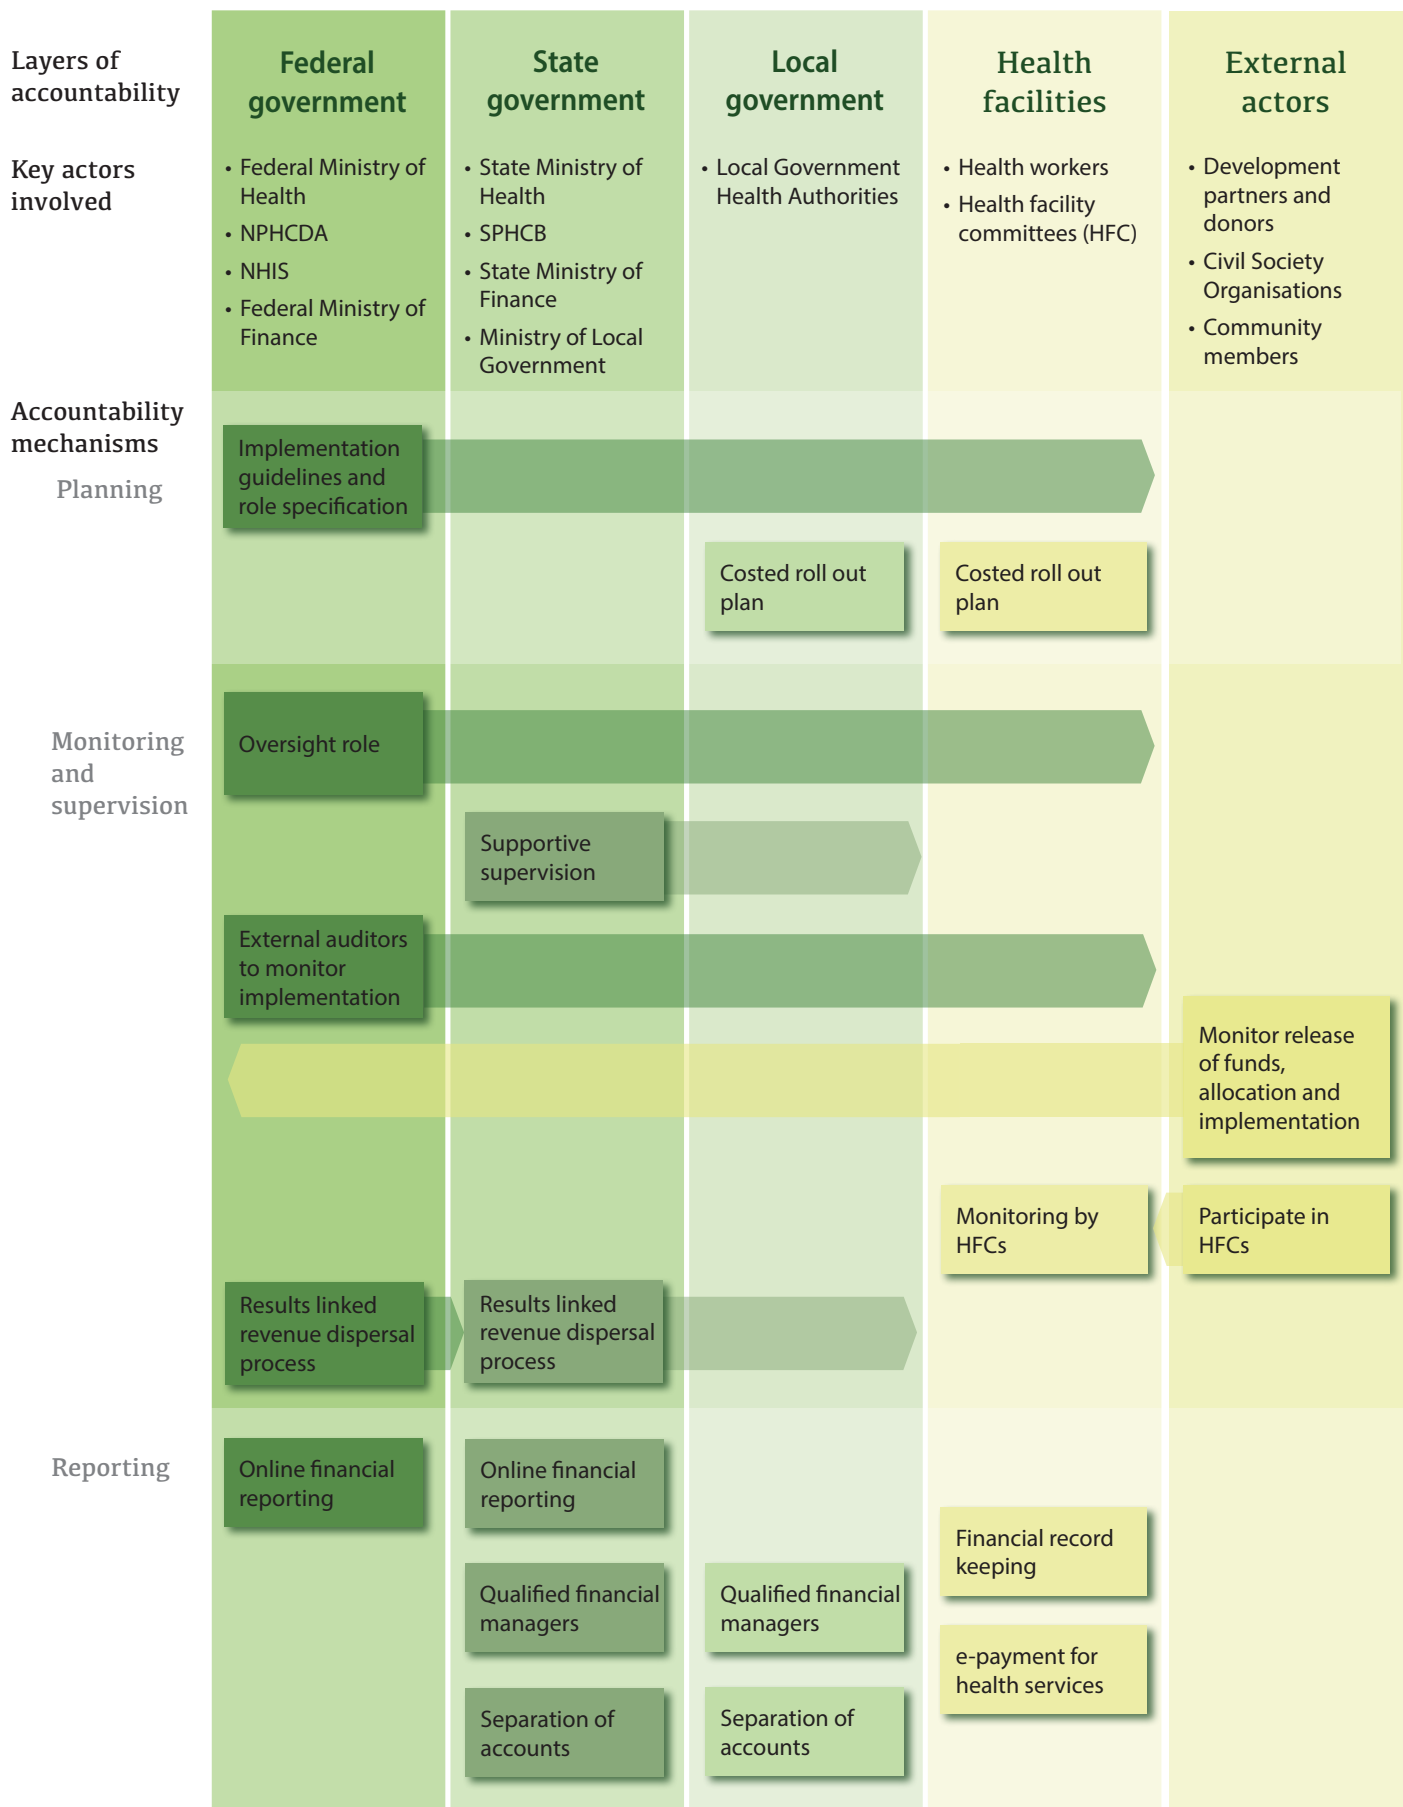 Layers of
accountability
Federal
government
State
government
Local
government
Health
facilities
External
actors
Key actors
involved
• Federal Ministry of
Health
• NPHCDA
• NHIS
• Federal Ministry of
Finance
• State Ministry of
Health
• SPHCB
• State Ministry of
Finance
• Ministry of Local
Government
• Local Government
Health Authorities
• Health workers
• Health facility
committees (HFC)
• Development
partners and
donors
• Civil Society
Organisations
• Community
members
Accountability
mechanisms
Planning
Implementation
guidelines and
role specification
Costed roll out
plan
Costed roll out
plan
Monitoring
and
supervision
Oversight role
Supportive
supervision
External auditors
to monitor
implementation
Monitor release
of funds,
allocation and
implementation
Monitoring by
HFCs
Participate in
HFCs
Results linked
revenue dispersal
process
Results linked
revenue dispersal
process
Reporting
Online financial
reporting
Online financial
reporting
Financial record
keeping
Qualified financial
managers
Qualified financial
managers
e-payment for
health services
Separation of
accounts
Separation of
accounts